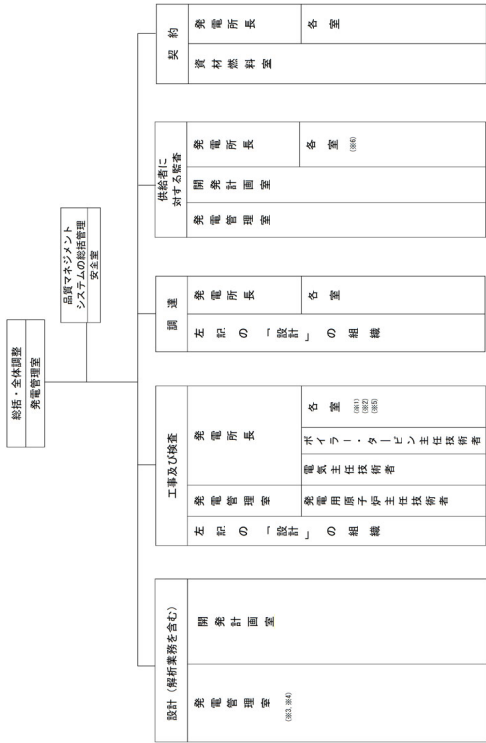 総括・全体調整
発電管理室
品質マネジメント
システムの総括管理
安全室
設計（解析業務を含む）
発電管理室
(※3,※4)
開発計画室
工事及び検査
左記の「設計」の組織
発電管理室
発電用原子炉主任技術者
発電所長
電気主任技術者
ボイラー・タービン主任技術者
各室
(※1)
(※2)
(※5)
調達
左記の「設計」の組織
発電所長
各室
供給者に
対する監査
発電管理室
開発計画室
発電所長
各室
(※6)
契約
資材燃料室
発電所長
各室